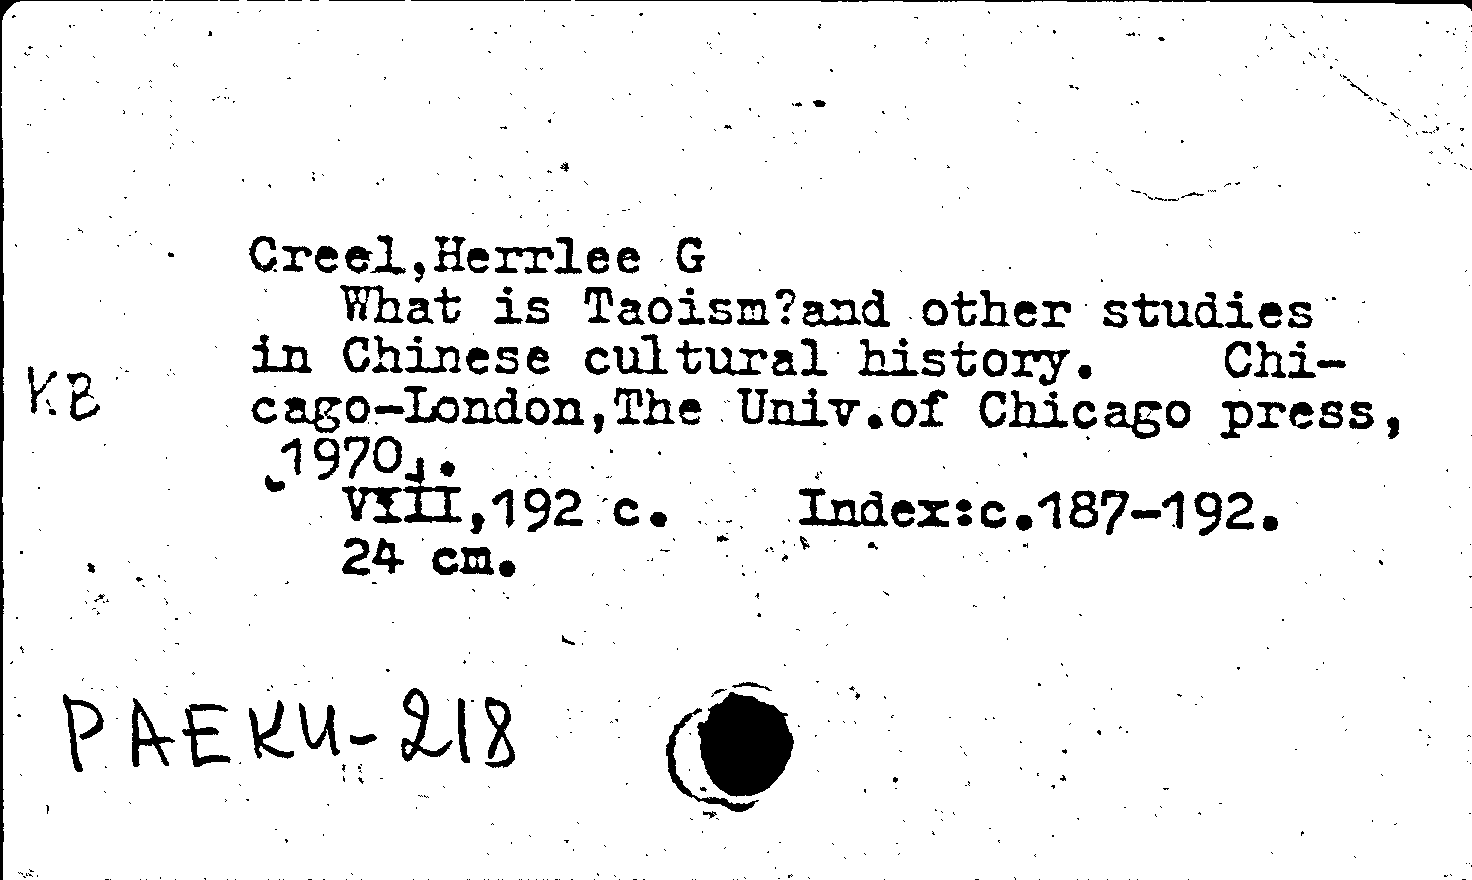 Creel,Herrlee G
What is Taoism?and other studies
in Chinese cultural history. Chi-
KB
cago-London,The Univ.of Chicago press,
[1970].
VIII,192 c. Index:c.187-192.
24 cm.
PAEKU-218